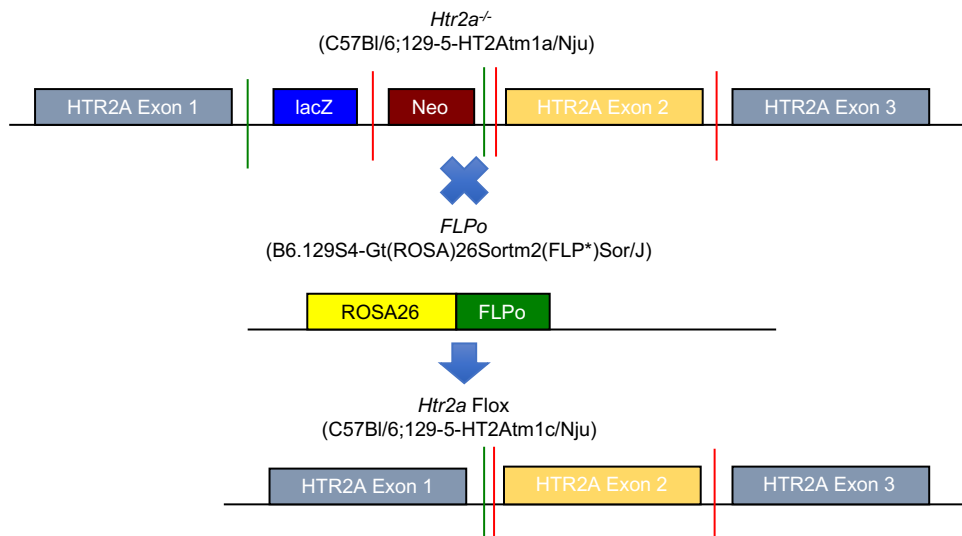 Htr2a-/-
(C57Bl/6;129-5-HT2Atm1a/Nju)
HTR2A Exon 1 lacZ Neo HTR2A Exon 2 HTR2A Exon 3
FLPo
(B6.129S4-Gt(ROSA)26Sortm2(FLP*)Sor/J)
ROSA26 FLPo
Htr2a Flox
(C57Bl/6;129-5-HT2Atm1c/Nju)
HTR2A Exon 1 HTR2A Exon 2 HTR2A Exon 3